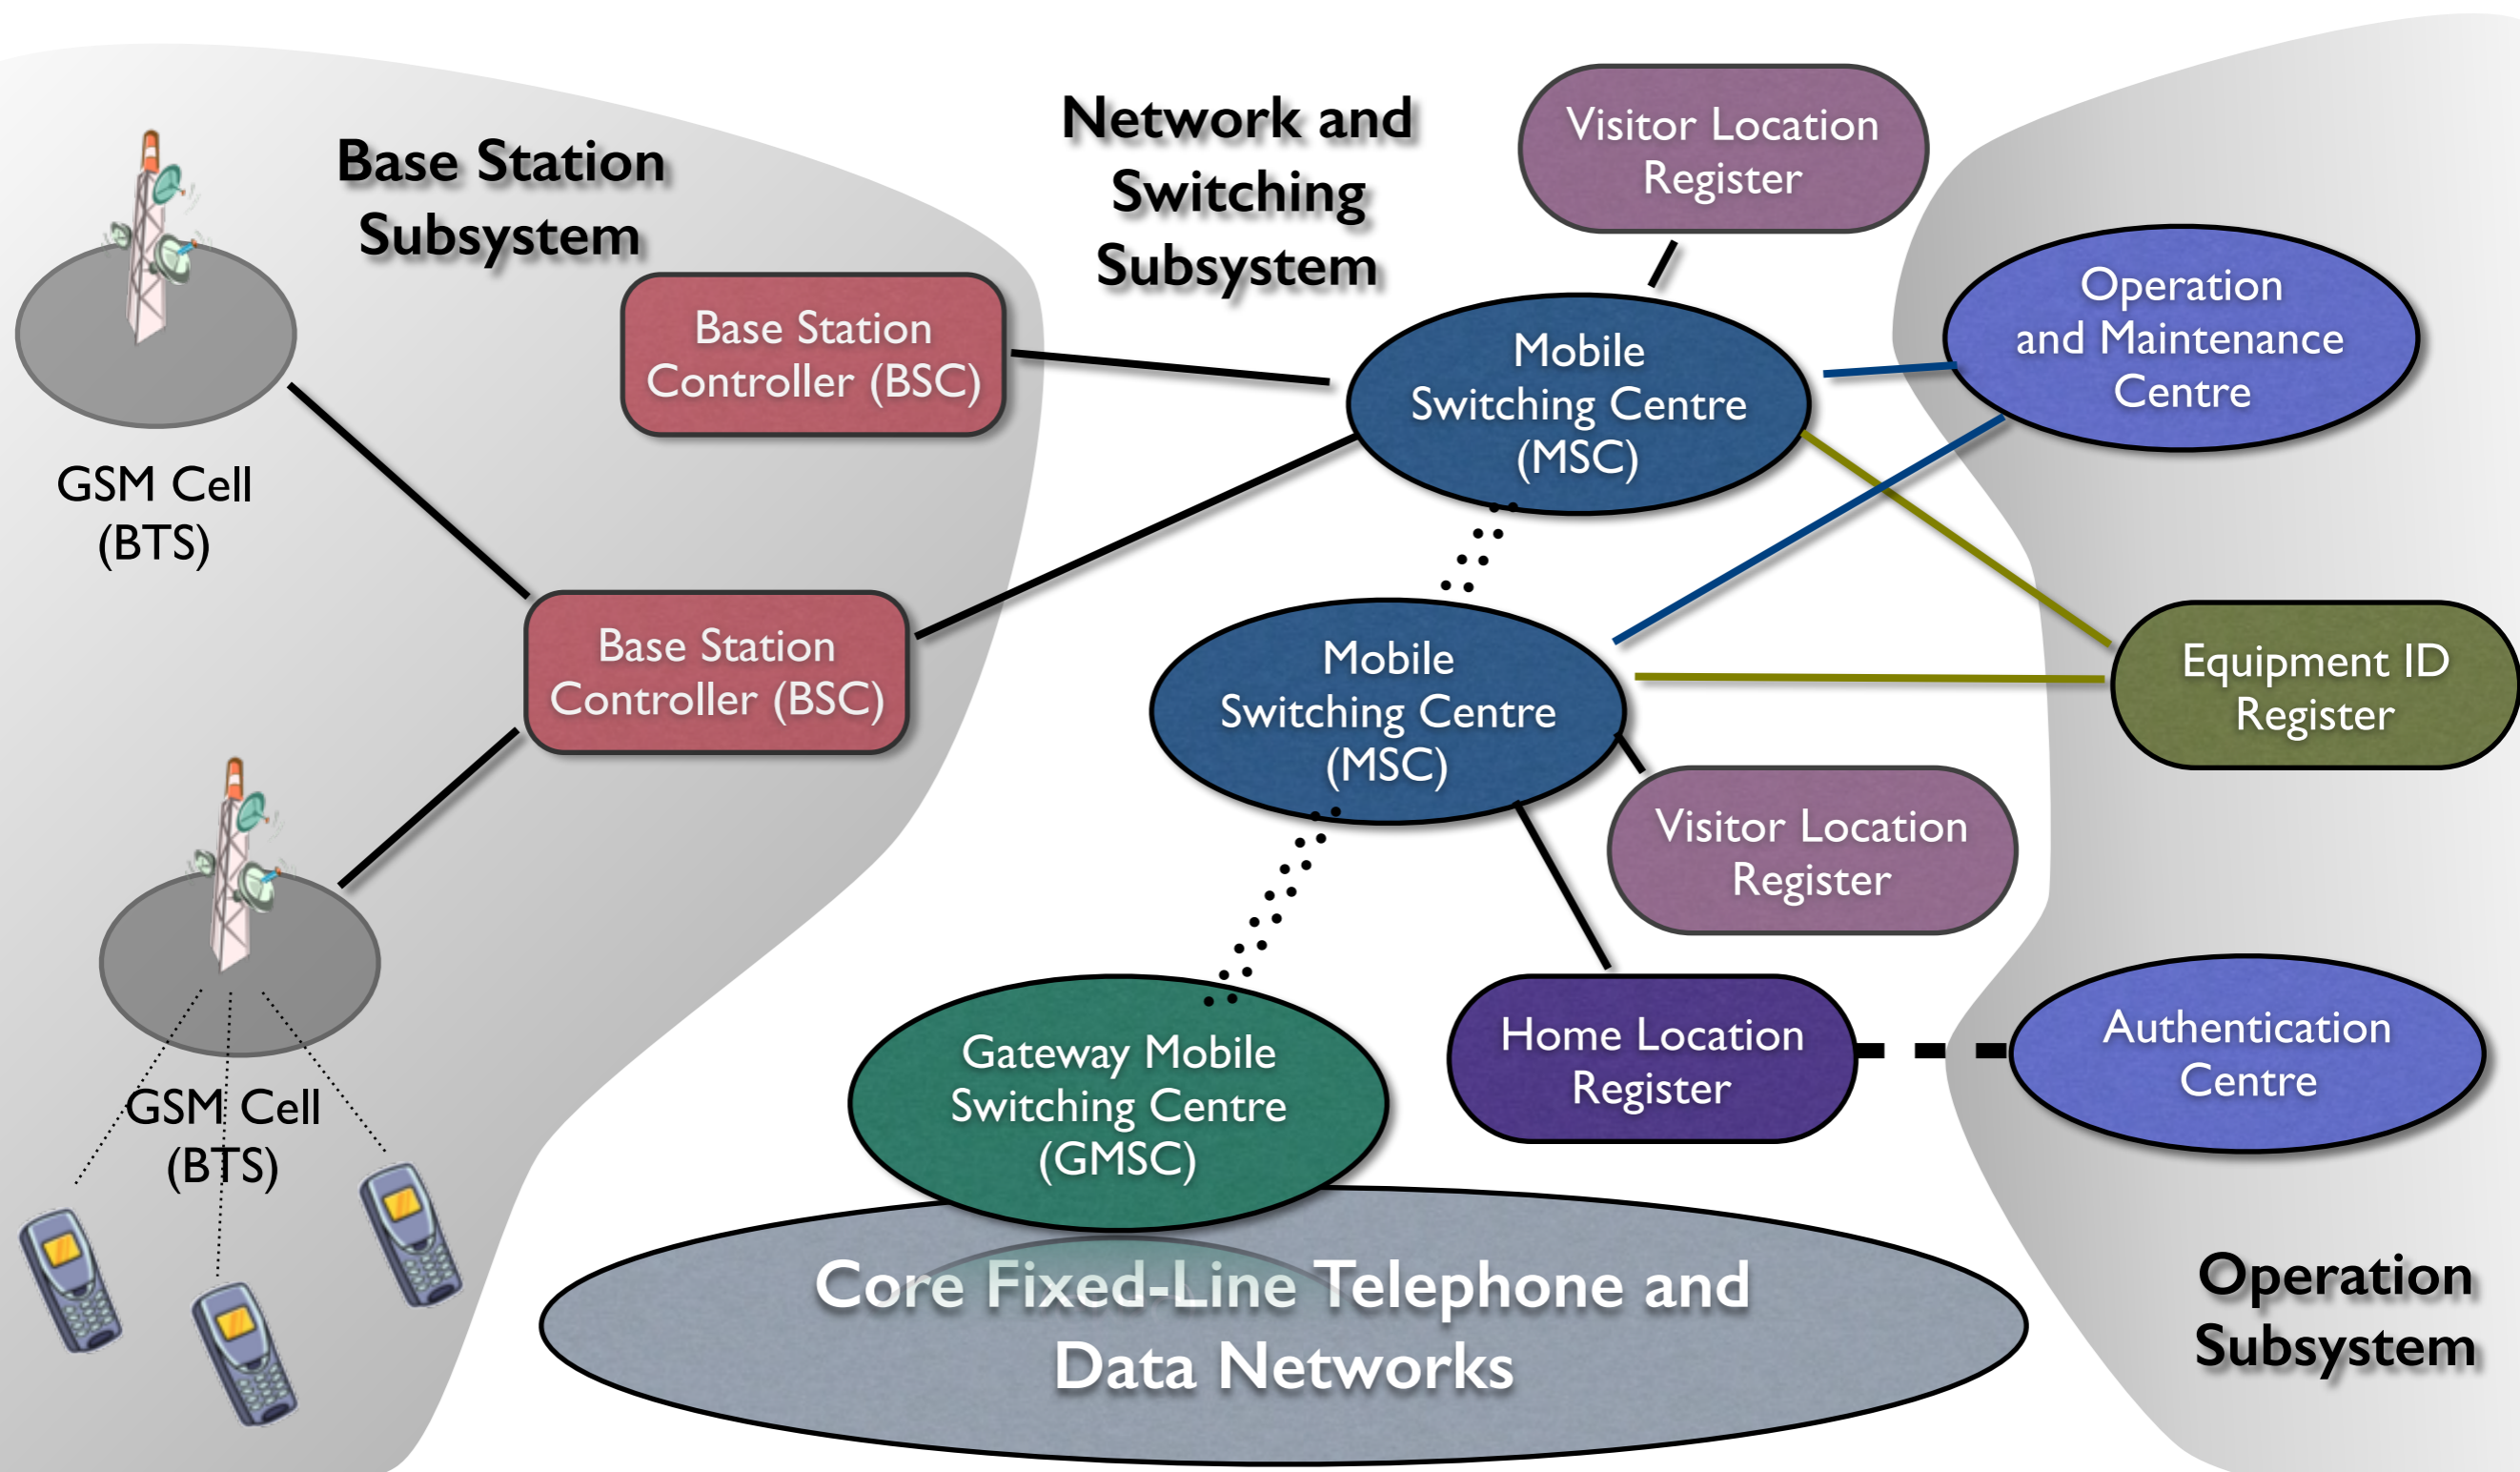 Base Station
Subsystem
Network and
Switching
Subsystem
Visitor Location
Register
Operation
and Maintenance
Centre
Base Station
Controller (BSC)
Mobile
Switching Centre
(MSC)
GSM Cell
(BTS)
Base Station
Controller (BSC)
Mobile
Switching Centre
(MSC)
Equipment ID
Register
Visitor Location
Register
Home Location
Register
Authentication
Centre
Gateway Mobile
Switching Centre
(GMSC)
GSM Cell
(BTS)
Core Fixed-Line Telephone and
Data Networks
Operation
Subsystem